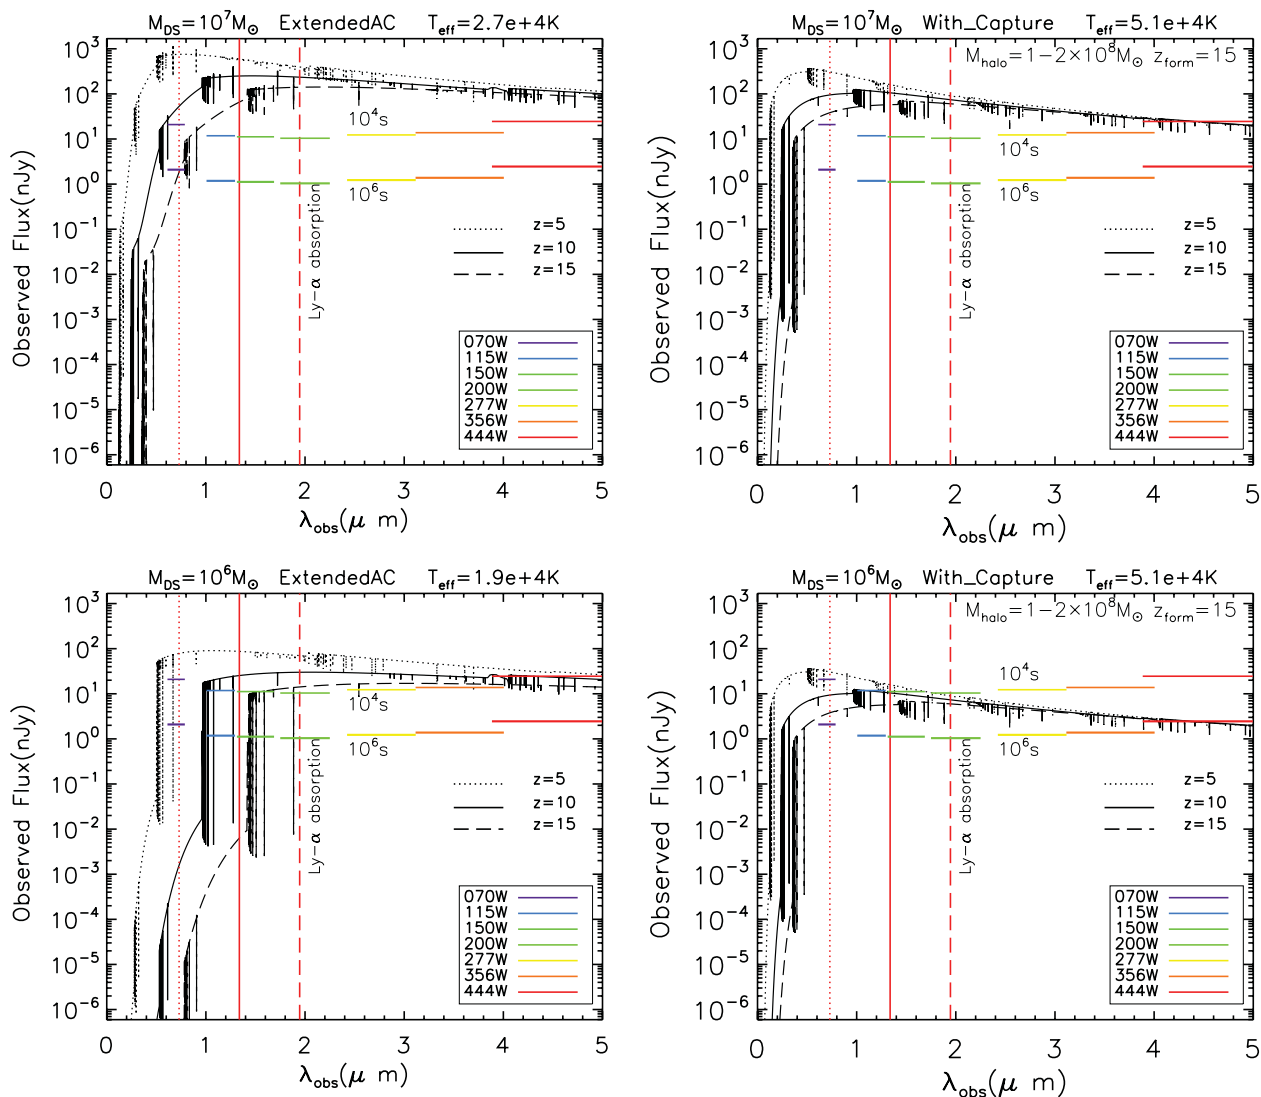 M_DS=10^7M_⊙ ExtendedAC T_eff=2.7e+4K
10^3
10^2
10^1
10^0
10^-1
10^-2
10^-3
10^-4
10^-5
10^-6
Observed Flux(nJy)
10^4s
10^6s
Ly-α absorption
z=5
z=10
z=15
070W
115W
150W
200W
277W
356W
444W
0 1 2 3 4 5
λ_obs(μ m)
M_DS=10^7M_⊙ With_Capture T_eff=5.1e+4K
M_halo=1-2×10^8M_⊙ z_form=15
10^3
10^2
10^1
10^0
10^-1
10^-2
10^-3
10^-4
10^-5
10^-6
Observed Flux(nJy)
10^4s
10^6s
Ly-α absorption
z=5
z=10
z=15
070W
115W
150W
200W
277W
356W
444W
0 1 2 3 4 5
λ_obs(μ m)
M_DS=10^6M_⊙ ExtendedAC T_eff=1.9e+4K
10^3
10^2
10^1
10^0
10^-1
10^-2
10^-3
10^-4
10^-5
10^-6
Observed Flux(nJy)
10^4s
10^6s
Ly-α absorption
z=5
z=10
z=15
070W
115W
150W
200W
277W
356W
444W
0 1 2 3 4 5
λ_obs(μ m)
M_DS=10^6M_⊙ With_Capture T_eff=5.1e+4K
M_halo=1-2×10^8M_⊙ z_form=15
10^3
10^2
10^1
10^0
10^-1
10^-2
10^-3
10^-4
10^-5
10^-6
Observed Flux(nJy)
10^4s
10^6s
Ly-α absorption
z=5
z=10
z=15
070W
115W
150W
200W
277W
356W
444W
0 1 2 3 4 5
λ_obs(μ m)